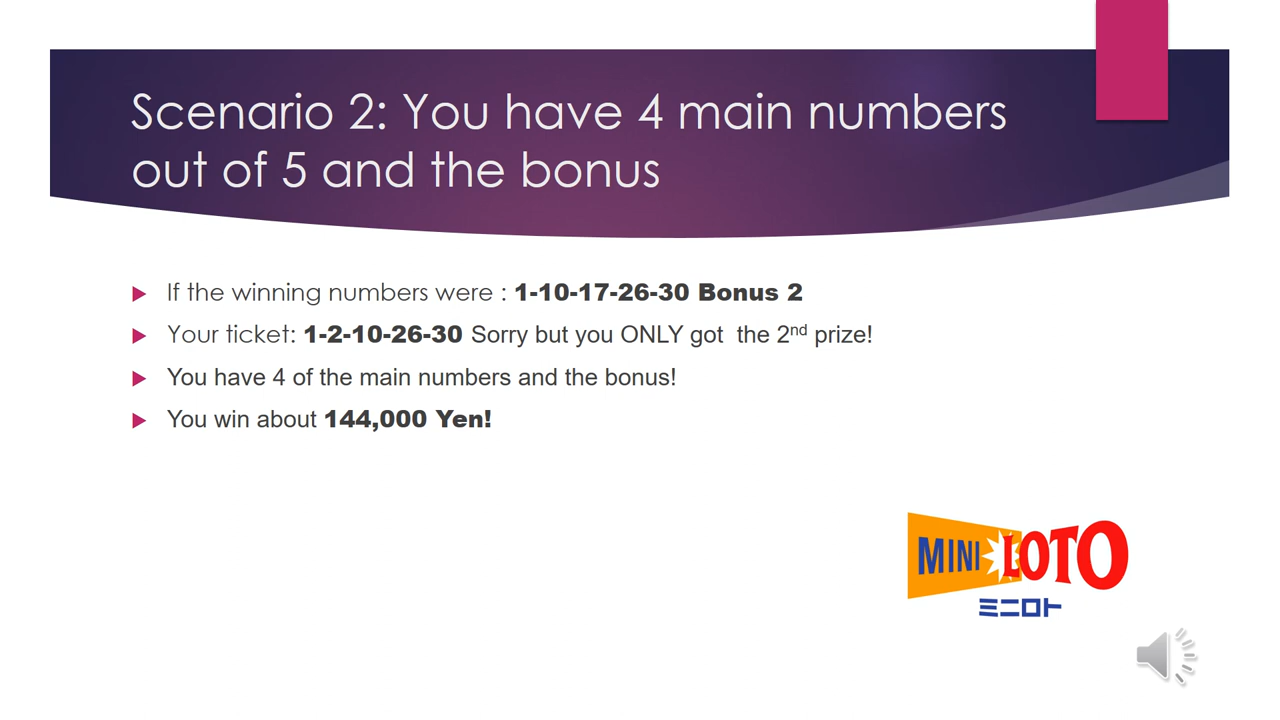 Scenario 2: You have 4 main numbers
out of 5 and the bonus
If the winning numbers were : 1-10-17-26-30 Bonus 2
Your ticket: 1-2-10-26-30 Sorry but you ONLY got  the 2nd prize!
You have 4 of the main numbers and the bonus!
You win about 144,000 Yen!
MINI LOTO
ミニロト